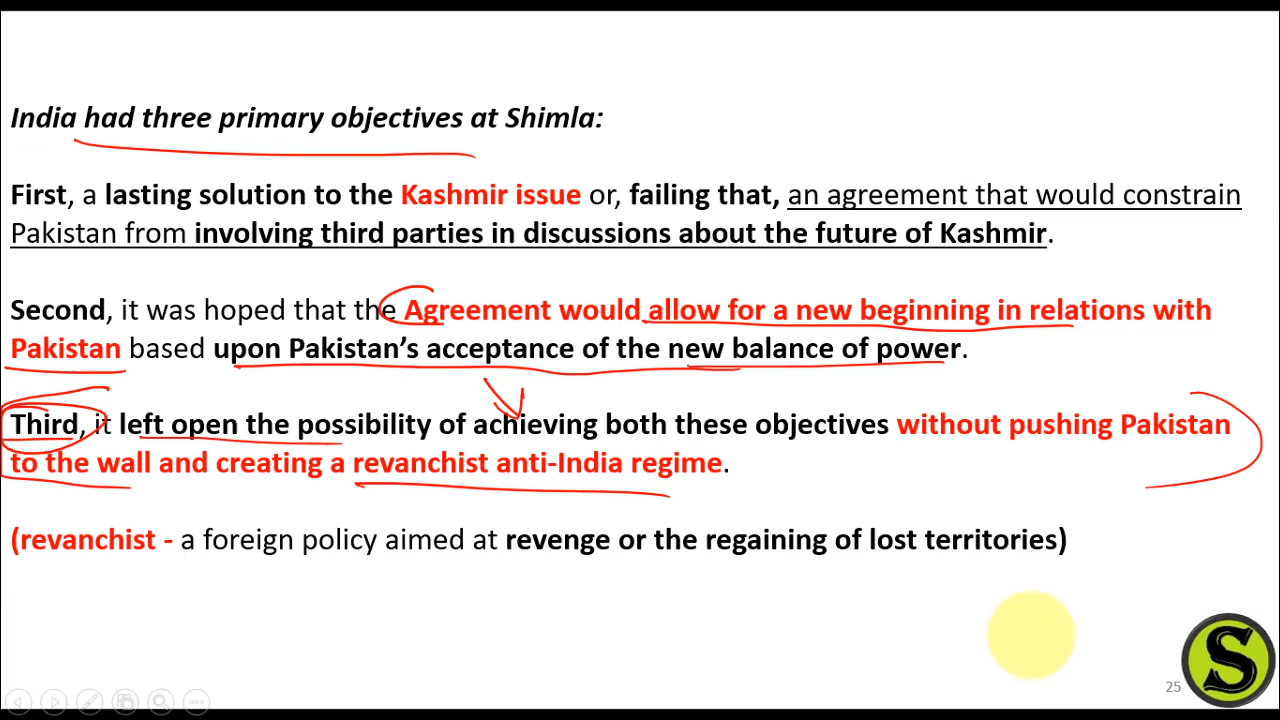 India had three primary objectives at Shimla:
First, a lasting solution to the Kashmir issue or, failing that, an agreement that would constrain
Pakistan from involving third parties in discussions about the future of Kashmir.
Second, it was hoped that the Agreement would allow for a new beginning in relations with
Pakistan based upon Pakistan’s acceptance of the new balance of power.
Third, it left open the possibility of achieving both these objectives without pushing Pakistan
to the wall and creating a revanchist anti-India regime.
(revanchist - a foreign policy aimed at revenge or the regaining of lost territories)
S
25